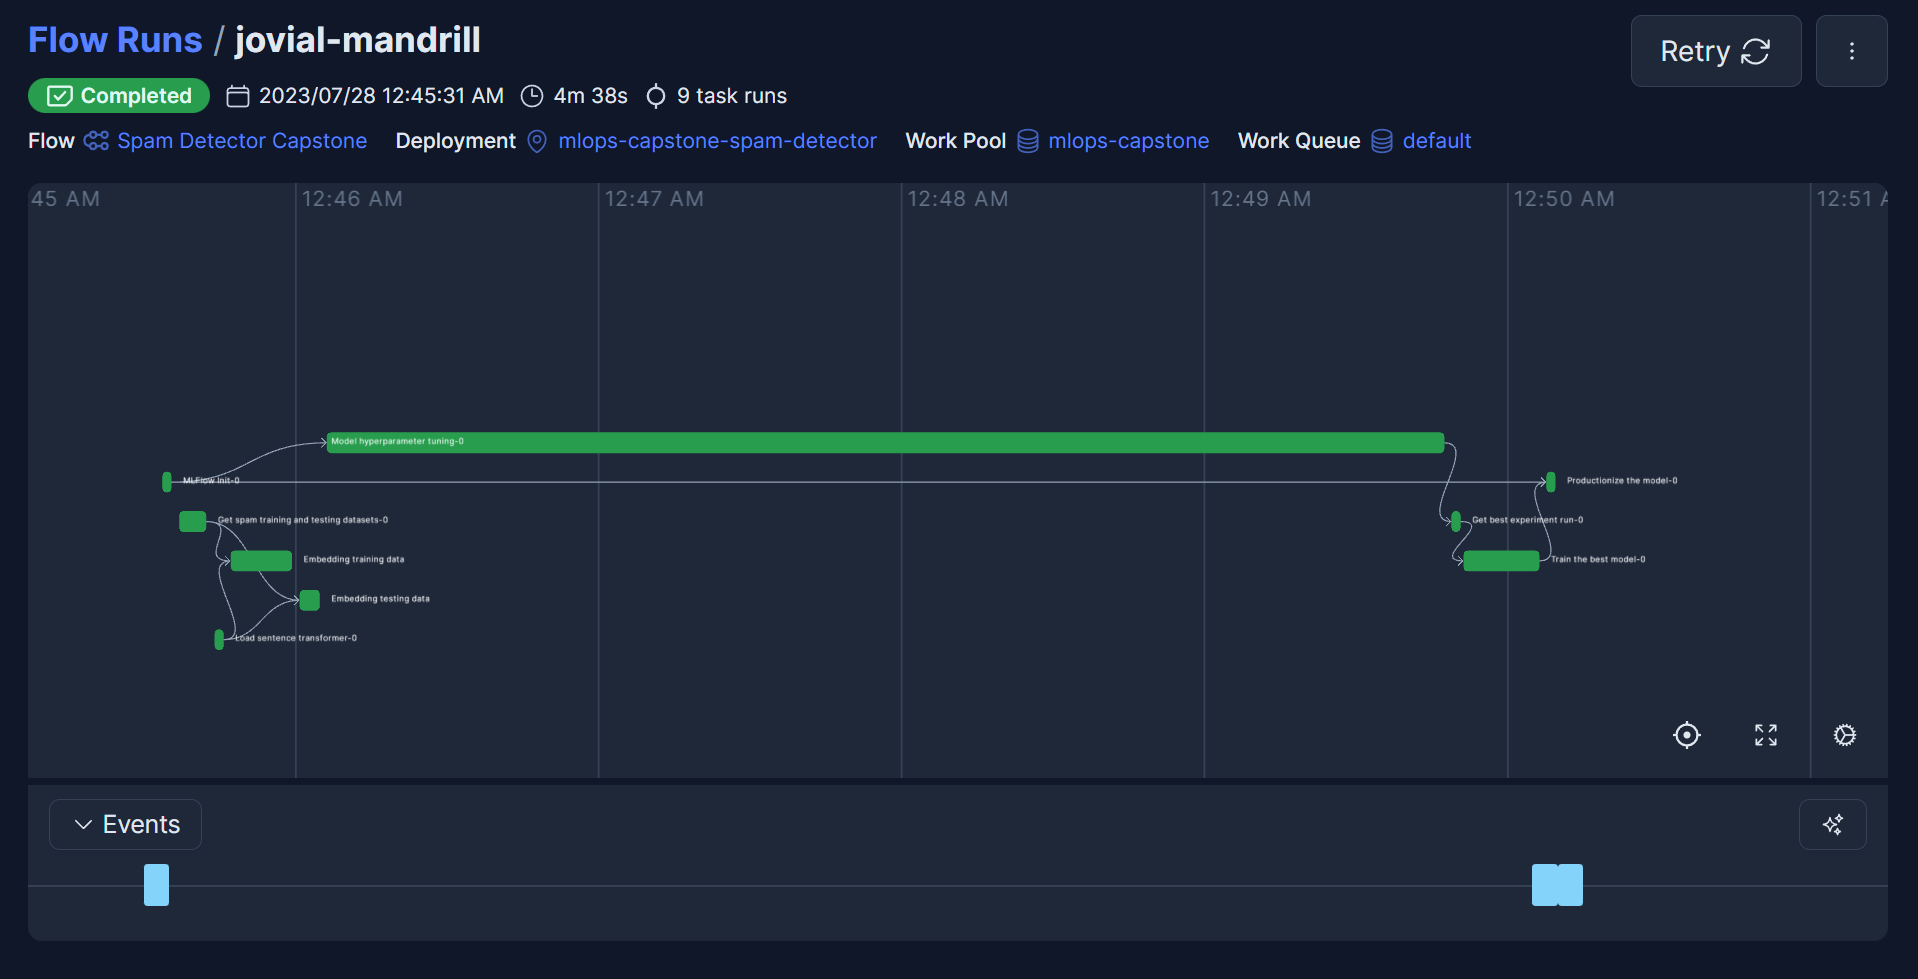 Flow Runs / jovial-mandrill
Retry
Completed 2023/07/28 12:45:31 AM 4m 38s 9 task runs
Flow Spam Detector Capstone Deployment mlops-capstone-spam-detector Work Pool mlops-capstone Work Queue default
45 AM 12:46 AM 12:47 AM 12:48 AM 12:49 AM 12:50 AM 12:51 A
Model hyperparameter tuning-0
MLFlow Init-0
Productionize the model-0
Get spam training and testing datasets-0
Get best experiment run-0
Embedding training data
Train the best model-0
Embedding testing data
Load sentence transformer-0
Events